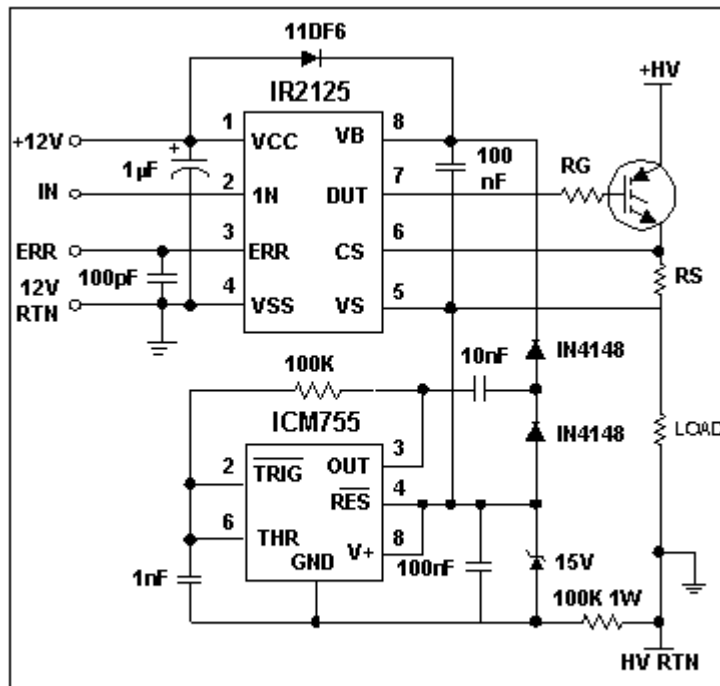 11DF6
IR2125
+HV
+12V
1
VCC
VB
8
1µF
100 nF
RG
IN
2
1N
DUT
7
ERR
3
ERR
CS
6
100pF
RS
12V RTN
4
VSS
VS
5
100K
10nF
IN4148
ICM755
IN4148
LOAD
2
TRIG
OUT
3
RES
4
6
THR
V+
8
GND
1nF
100nF
15V
100K 1W
HV RTN